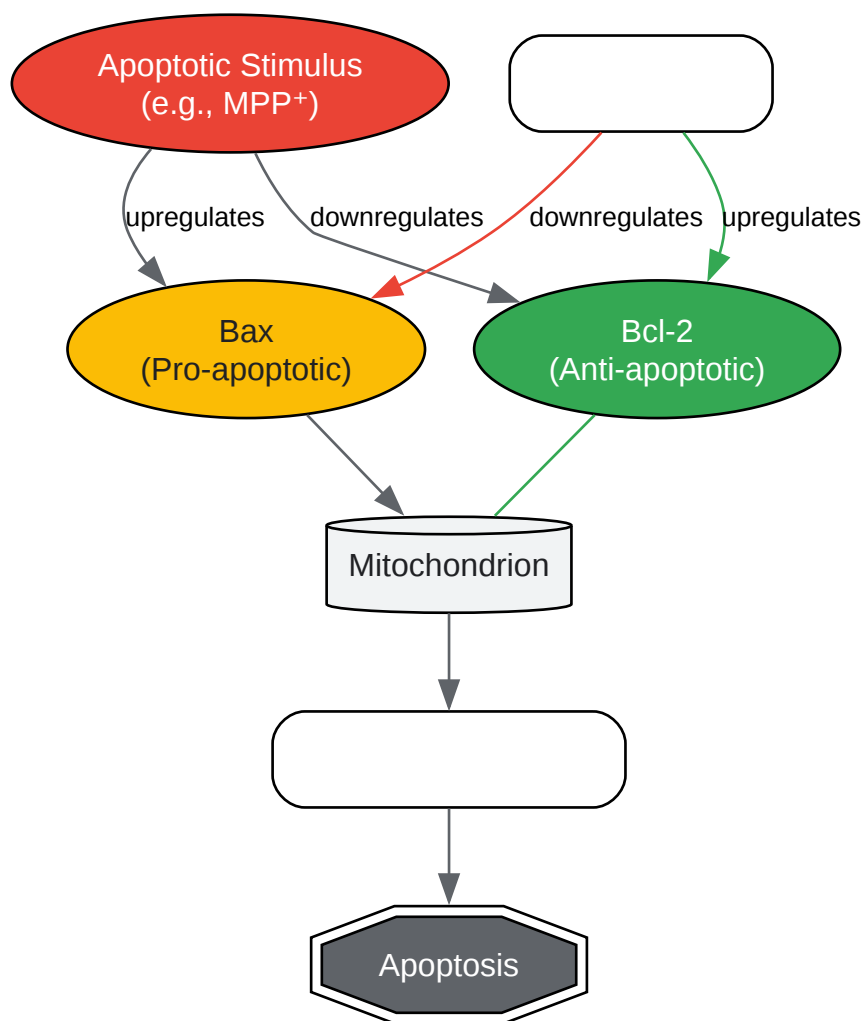 Apoptotic Stimulus
(e.g., MPP⁺)
upregulates
downregulates
downregulates
upregulates
Bax
(Pro-apoptotic)
Bcl-2
(Anti-apoptotic)
Mitochondrion
Apoptosis